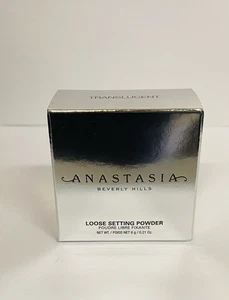 TRANSLUCENT
ANASTASIA
BEVERLY HILLS
LOOSE SETTING POWDER
POUDRE LIBRE FIXANTE
NET WT. / POIDS NET 6 g / 0.21 oz.